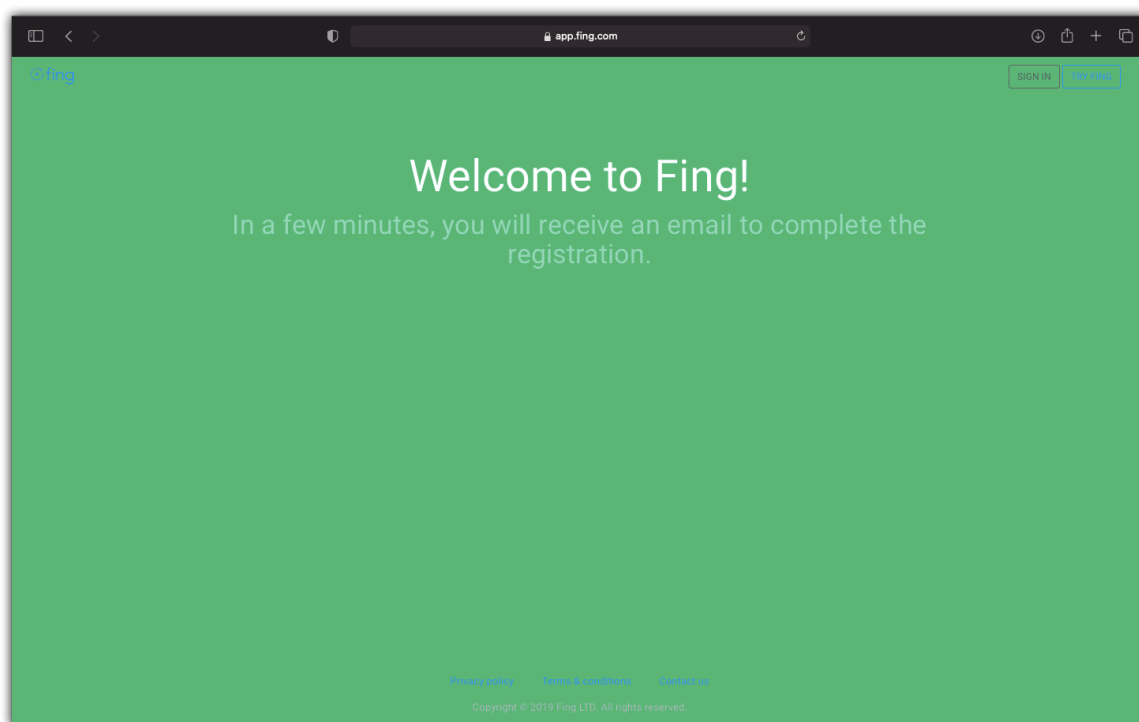 app.fing.com
fing
SIGN IN
TRY FING
Welcome to Fing!
In a few minutes, you will receive an email to complete the
registration.
Privacy policy Terms & conditions Contact us
Copyright © 2019 Fing LTD. All rights reserved.